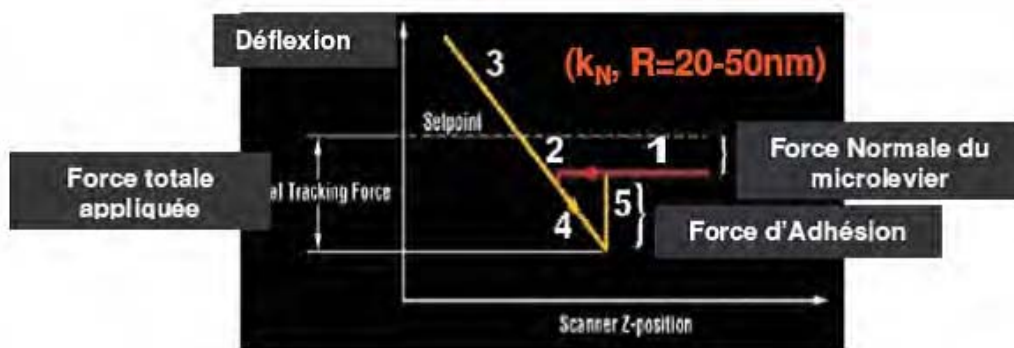 Déflexion
3
(kN, R=20-50nm)
Setpoint
2
1
Force Normale du
microlevier
Force totale
appliquée
al Tracking Force
4
5
Force d'Adhésion
Scanner Z-position